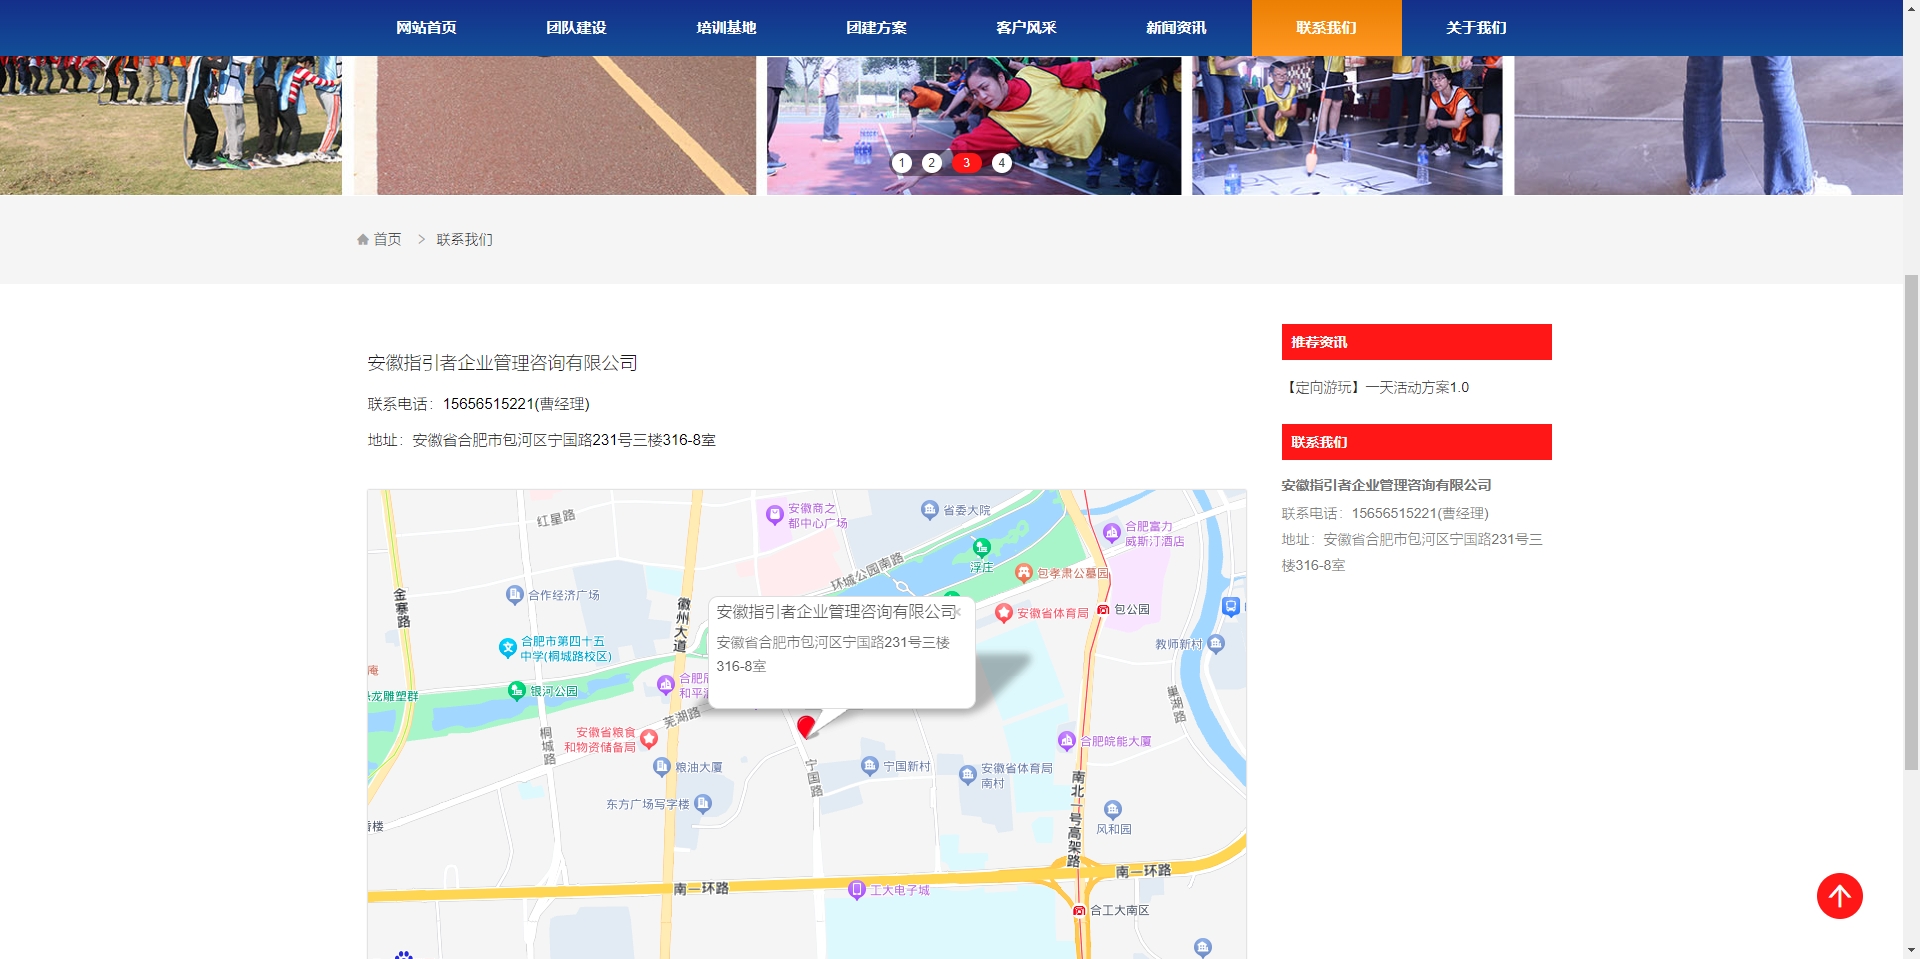 网站首页 团队建设 培训基地 团建方案 客户风采 新闻资讯 联系我们 关于我们
1 2 3 4
首页 > 联系我们
安徽指引者企业管理咨询有限公司
联系电话：15656515221(曹经理)
地址：安徽省合肥市包河区宁国路231号三楼316-8室
推荐资讯
【定向游玩】一天活动方案1.0
联系我们
安徽指引者企业管理咨询有限公司
联系电话：15656515221(曹经理)
地址：安徽省合肥市包河区宁国路231号三
楼316-8室
红星路
安徽商之
都中心广场
省委大院
合肥富力
威斯汀酒店
浮庄
环城公园南路
包孝肃公墓园
金寨路
合作经济广场
徽州大道
安徽指引者企业管理咨询有限公司×
安徽省合肥市包河区宁国路231号三楼
316-8室
安徽省体育局
包公园
合肥市第四十五
中学(桐城路校区)
教师新村
庵
龙雕塑群
银河公园
合肥
和平
芜湖路
巢湖路
桐城路
安徽省粮食
和物资储备局
合肥皖能大厦
粮油大厦
宁国路
宁国新村
安徽省体育局
南村
南北一号高架路
东方广场写字楼
楼
风和园
南一环路
南一环路
工大电子城
合工大南区